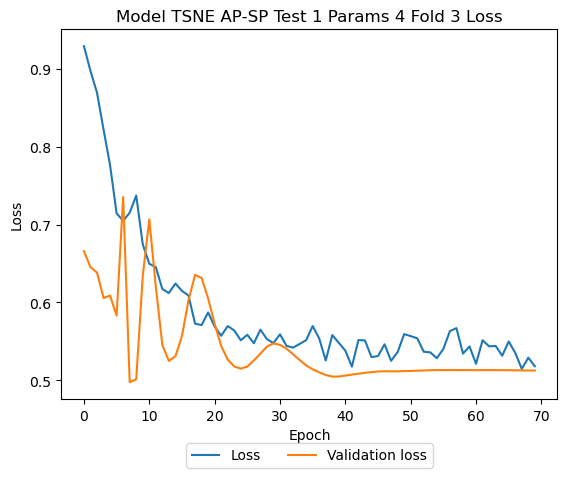 Model TSNE AP-SP Test 1 Params 4 Fold 3 Loss
Loss
0.9
0.8
0.7
0.6
0.5
0 10 20 30 40 50 60 70
Epoch
Loss Validation loss